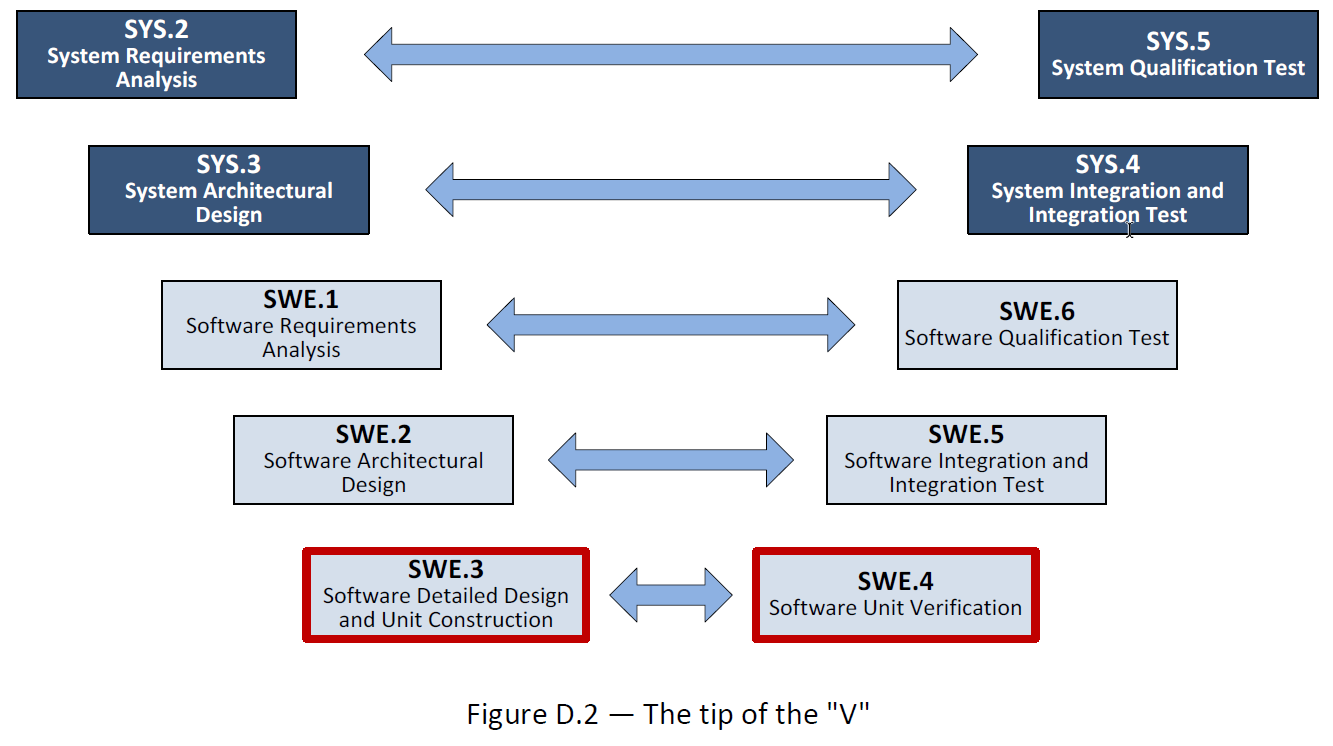 SYS.2
System Requirements
Analysis
SYS.5
System Qualification Test
SYS.3
System Architectural
Design
SYS.4
System Integration and
Integration Test
SWE.1
Software Requirements
Analysis
SWE.6
Software Qualification Test
SWE.2
Software Architectural
Design
SWE.5
Software Integration and
Integration Test
SWE.3
Software Detailed Design
and Unit Construction
SWE.4
Software Unit Verification
Figure D.2 — The tip of the "V"